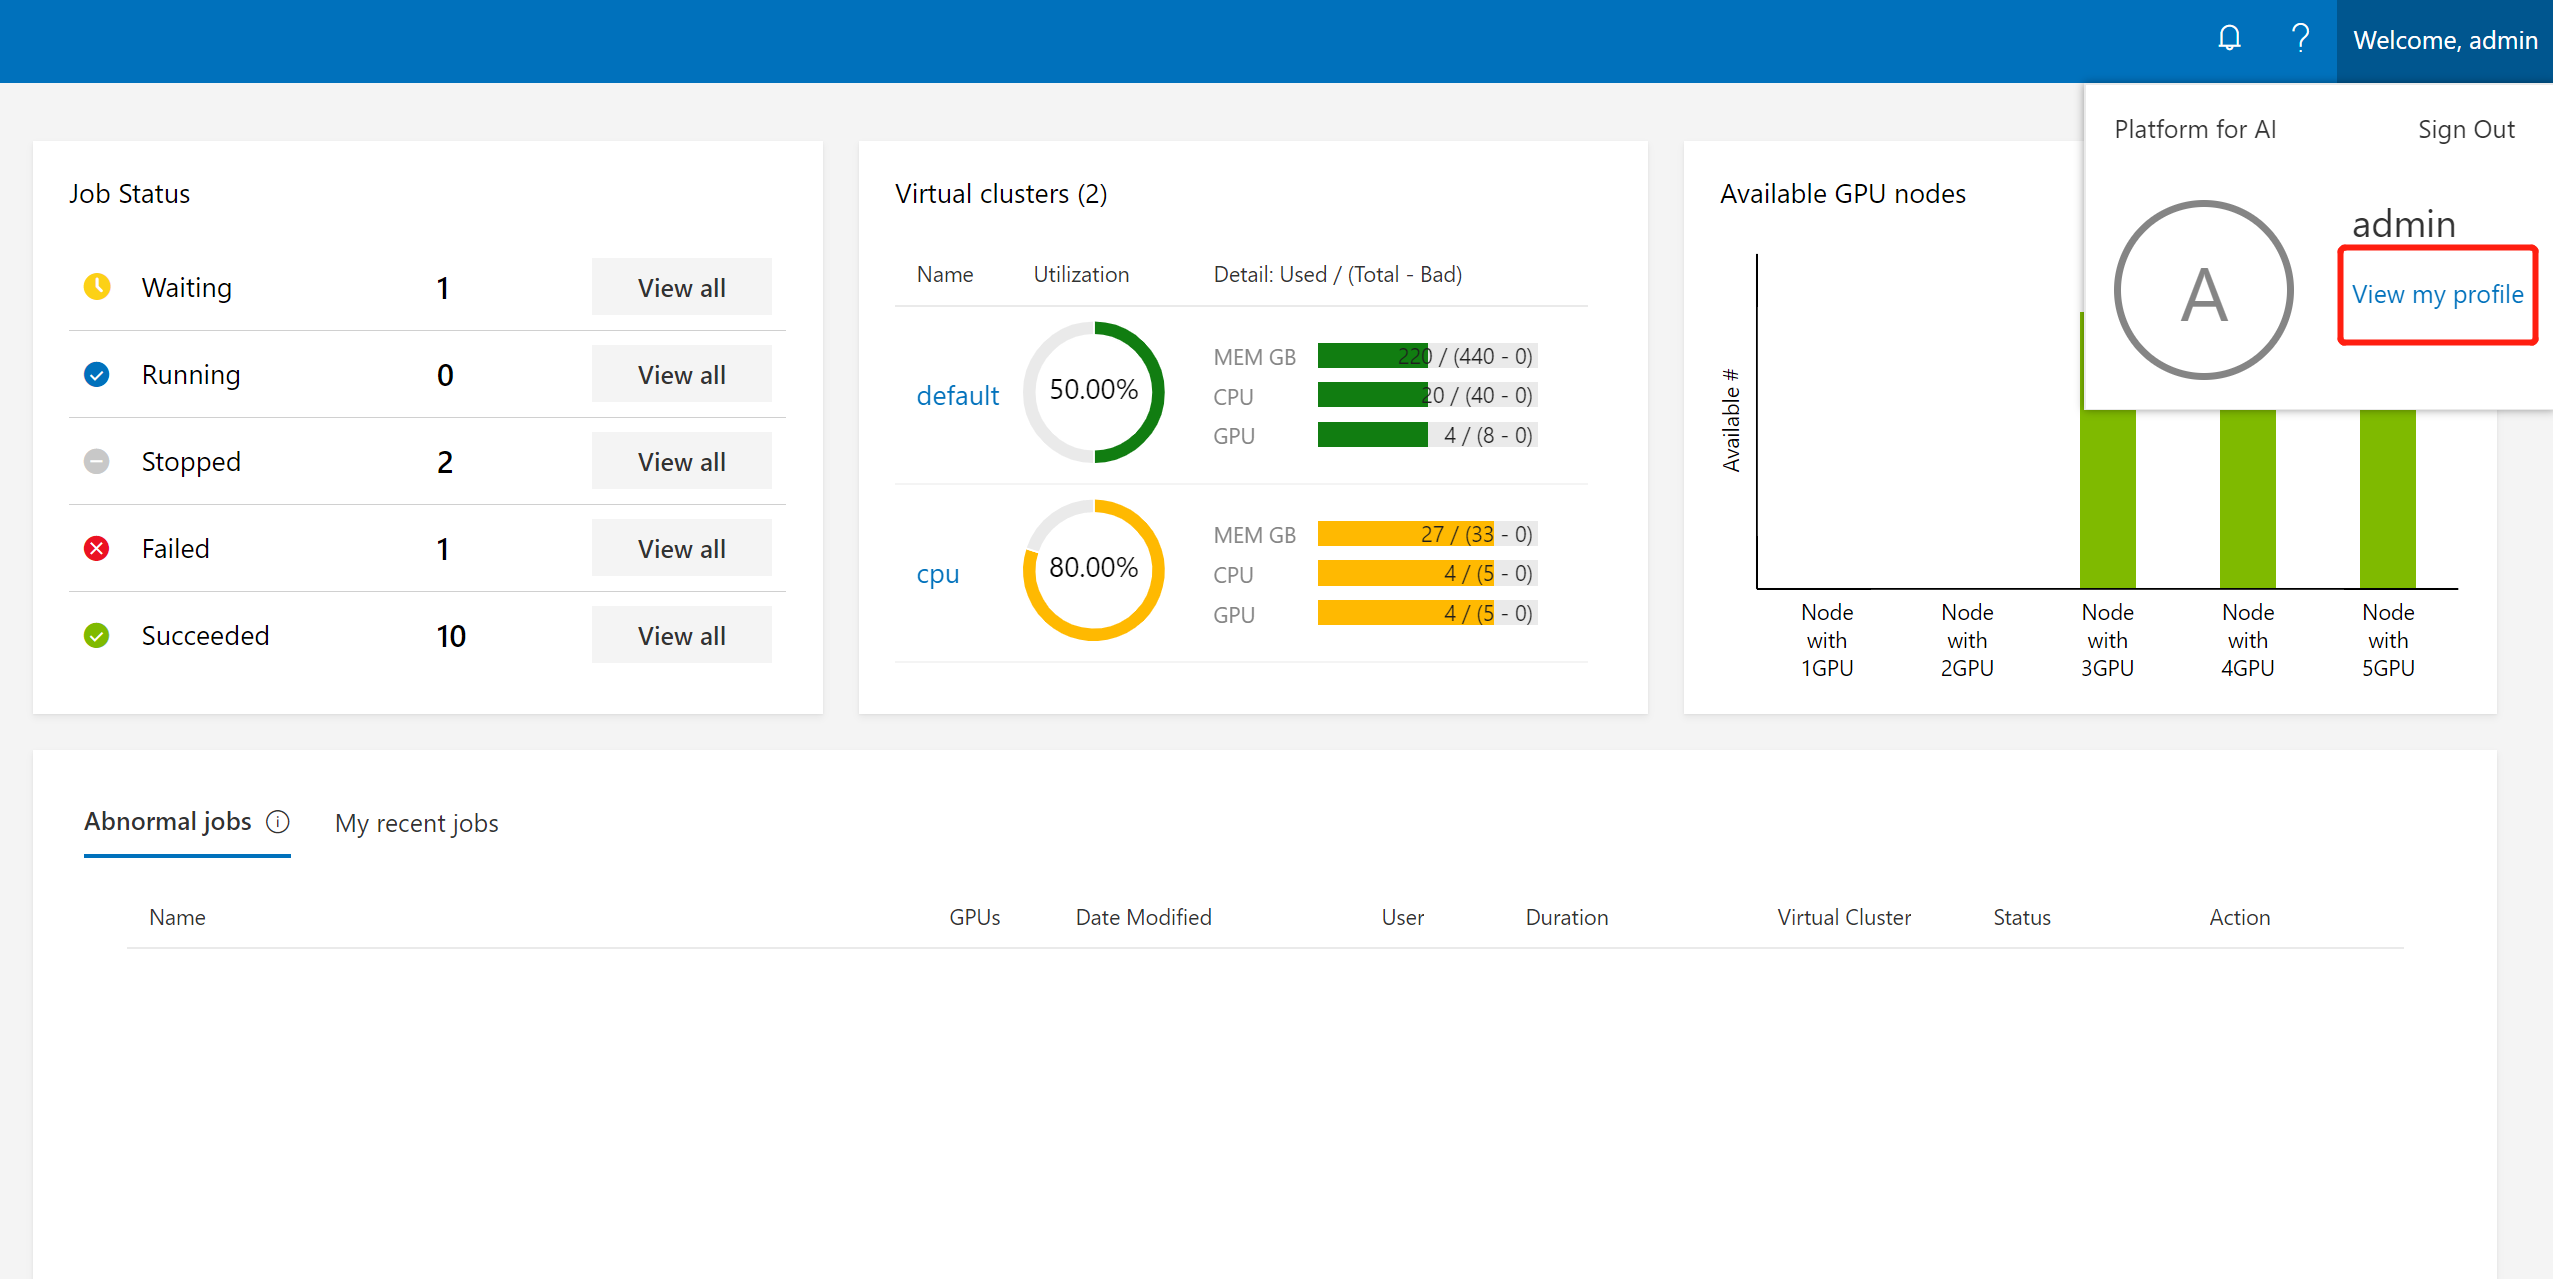 Welcome, admin
Platform for AI
Sign Out
A
admin
View my profile
Job Status
Waiting 1 View all
Running 0 View all
Stopped 2 View all
Failed 1 View all
Succeeded 10 View all
Virtual clusters (2)
Name Utilization Detail: Used / (Total - Bad)
default 50.00%
MEM GB 220 / (440 - 0)
CPU 20 / (40 - 0)
GPU 4 / (8 - 0)
cpu 80.00%
MEM GB 27 / (33 - 0)
CPU 4 / (5 - 0)
GPU 4 / (5 - 0)
Available GPU nodes
Available #
Node with 1GPU
Node with 2GPU
Node with 3GPU
Node with 4GPU
Node with 5GPU
Abnormal jobs My recent jobs
Name GPUs Date Modified User Duration Virtual Cluster Status Action